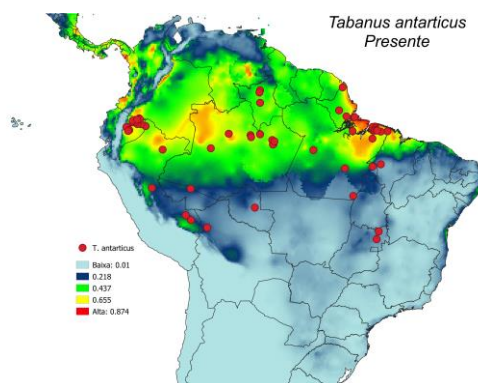 Tabanus antarticus
Presente
T. antarticus
Baixa: 0.01
0.218
0.437
0.655
Alta: 0.874